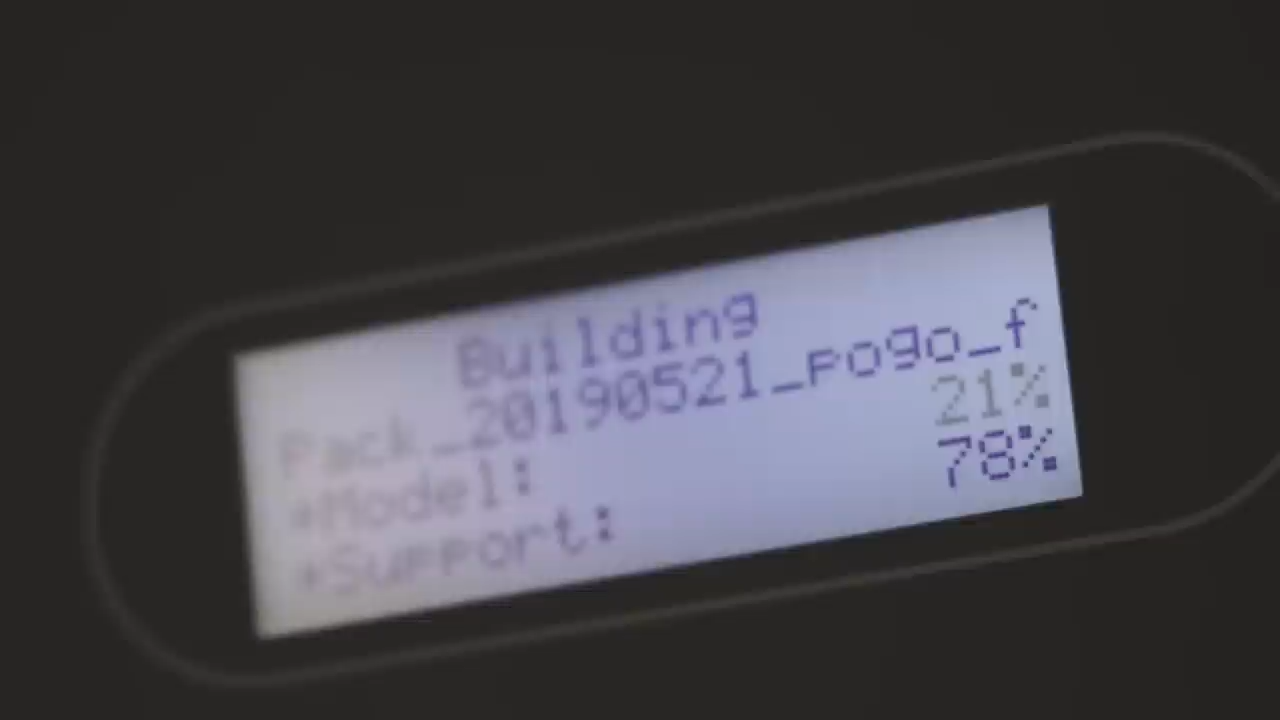 Building
Pack_20190521_pogo_f
+Model: 21%
+Support: 78%